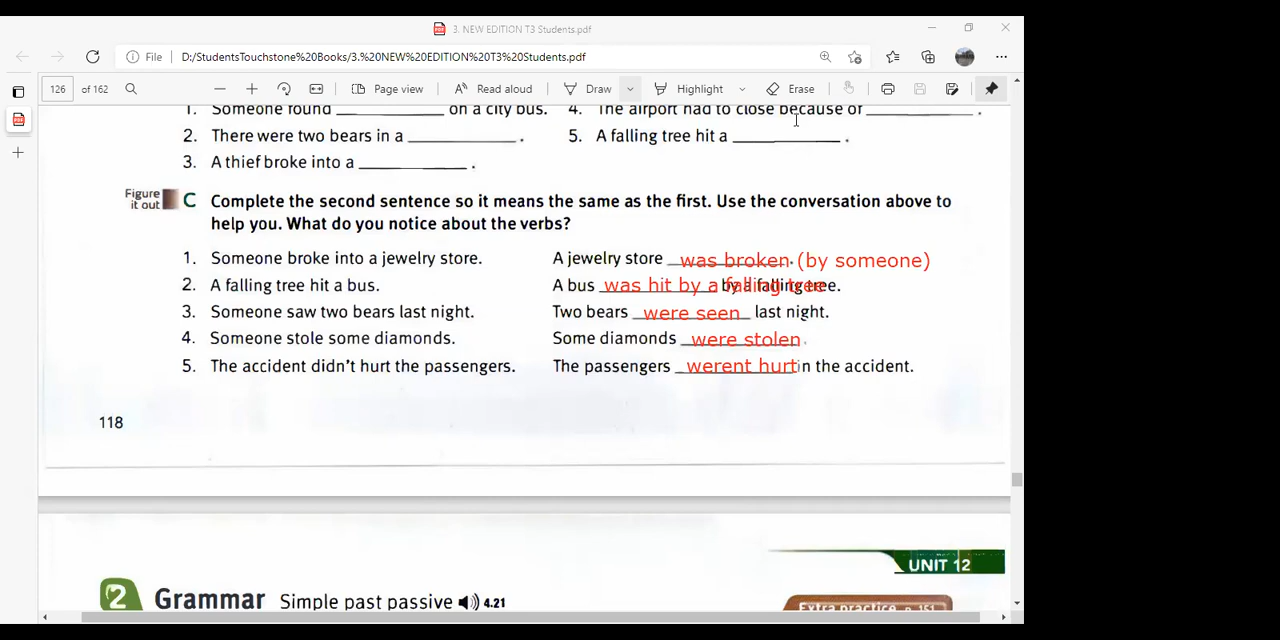 3. NEW EDITION T3 Students.pdf
File D:/StudentsTouchstone%20Books/3.%20NEW%20EDITION%20T3%20Students.pdf
126 of 162 Page view Read aloud Draw Highlight Erase
1. Someone found ____________ on a city bus.
2. There were two bears in a ____________ .
3. A thief broke into a ____________ .
4. The airport had to close because of ____________ .
5. A falling tree hit a ____________ .
Figure it out C Complete the second sentence so it means the same as the first. Use the conversation above to
help you. What do you notice about the verbs?
1. Someone broke into a jewelry store. A jewelry store was broken (by someone) .
2. A falling tree hit a bus. A bus was hit by a falling tree by a falling tree.
3. Someone saw two bears last night. Two bears were seen last night.
4. Someone stole some diamonds. Some diamonds were stolen .
5. The accident didn't hurt the passengers. The passengers werent hurt in the accident.
118
UNIT 12
2 Grammar Simple past passive 4.21
Extra practice p. 151